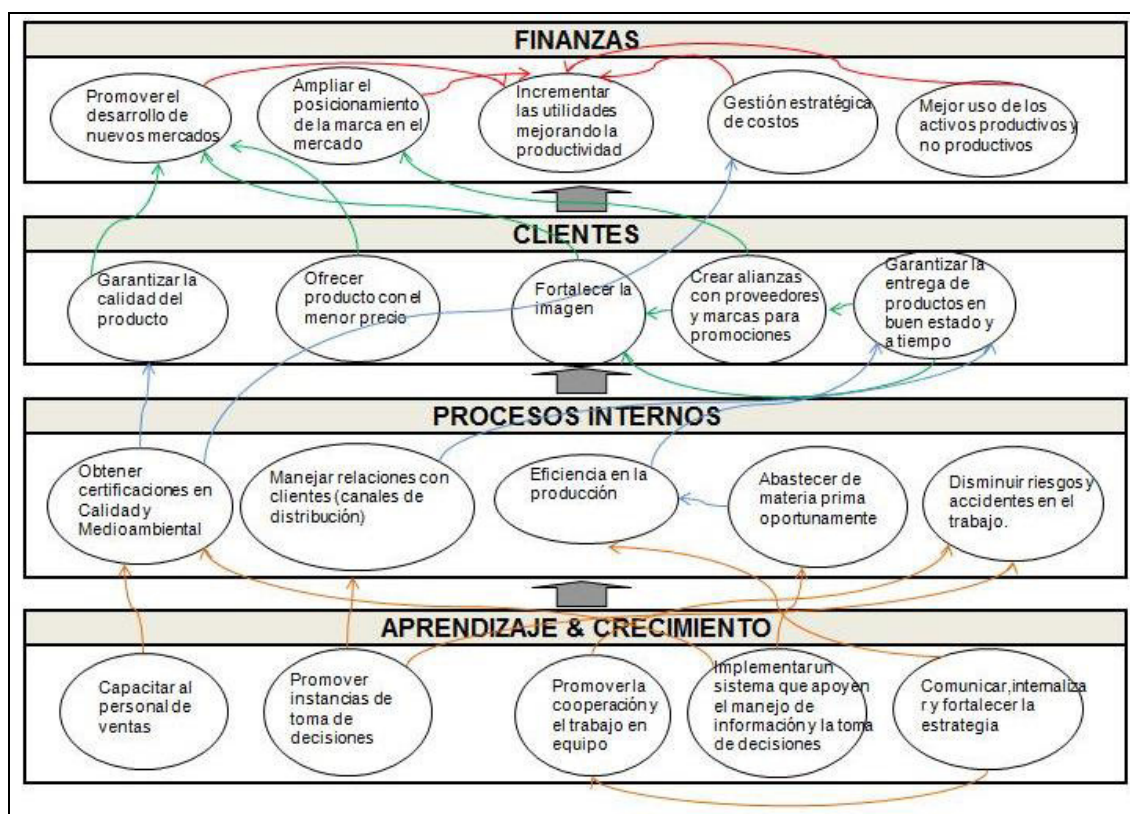 FINANZAS
Promover el
desarrollo de
nuevos mercados
Ampliar el
posicionamiento
de la marca en el
mercado
Incrementar
las utilidades
mejorando la
productividad
Gestión estratégica
de costos
Mejor uso de los
activos productivos y
no productivos
CLIENTES
Garantizar la
calidad del
producto
Ofrecer
producto con el
menor precio
Fortalecer la
imagen
Crear alianzas
con proveedores
y marcas para
promociones
Garantizar la
entrega de
productos en
buen estado y
a tiempo
PROCESOS INTERNOS
Obtener
certificaciones en
Calidad y
Medioambiental
Manejar relaciones con
clientes (canales de
distribución)
Eficiencia en la
producción
Abastecer de
materia prima
oportunamente
Disminuir riesgos y
accidentes en el
trabajo.
APRENDIZAJE & CRECIMIENTO
Capacitar al
personal de
ventas
Promover
instancias de
toma de
decisiones
Promover la
cooperación y
el trabajo en
equipo
Implementar un
sistema que apoyen
el manejo de
información y la toma
de decisiones
Comunicar, internaliza
r y fortalecer la
estrategia